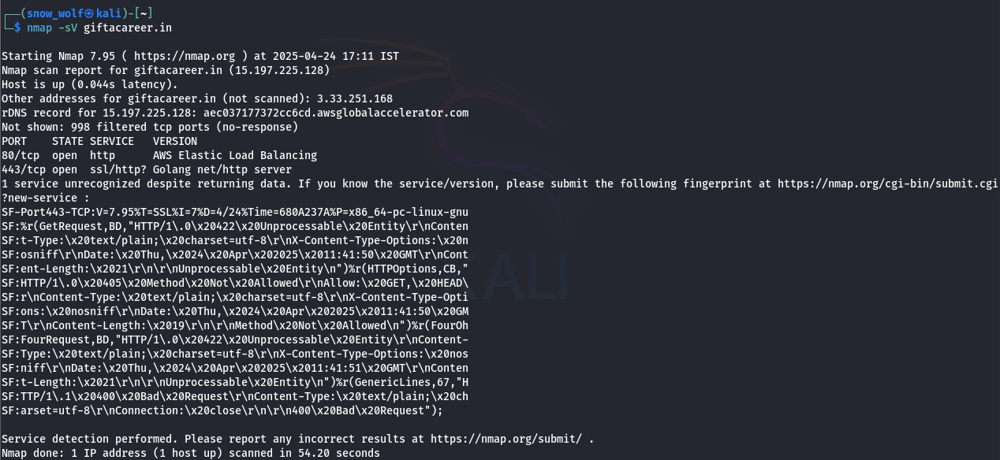 ┌──(snow_wolf㉿kali)-[~]
└─$ nmap -sV giftacareer.in
Starting Nmap 7.95 ( https://nmap.org ) at 2025-04-24 17:11 IST
Nmap scan report for giftacareer.in (15.197.225.128)
Host is up (0.044s latency).
Other addresses for giftacareer.in (not scanned): 3.33.251.168
rDNS record for 15.197.225.128: aec037177372cc6cd.awsglobalaccelerator.com
Not shown: 998 filtered tcp ports (no-response)
PORT    STATE SERVICE   VERSION
80/tcp  open  http      AWS Elastic Load Balancing
443/tcp open  ssl/http? Golang net/http server
1 service unrecognized despite returning data. If you know the service/version, please submit the following fingerprint at https://nmap.org/cgi-bin/submit.cgi
?new-service :
SF-Port443-TCP:V=7.95%T=SSL%I=7%D=4/24%Time=680A237A%P=x86_64-pc-linux-gnu
SF:%r(GetRequest,BD,"HTTP/1\.0\x20422\x20Unprocessable\x20Entity\r\nConten
SF:t-Type:\x20text/plain;\x20charset=utf-8\r\nX-Content-Type-Options:\x20n
SF:osniff\r\nDate:\x20Thu,\x2024\x20Apr\x202025\x2011:41:50\x20GMT\r\nCont
SF:ent-Length:\x2021\r\n\r\nUnprocessable\x20Entity\n")%r(HTTPOptions,CB,"
SF:HTTP/1\.0\x20405\x20Method\x20Not\x20Allowed\r\nAllow:\x20GET,\x20HEAD\
SF:r\nContent-Type:\x20text/plain;\x20charset=utf-8\r\nX-Content-Type-Opti
SF:ons:\x20nosniff\r\nDate:\x20Thu,\x2024\x20Apr\x202025\x2011:41:50\x20GM
SF:T\r\nContent-Length:\x2019\r\n\r\nMethod\x20Not\x20Allowed\n")%r(FourOh
SF:FourRequest,BD,"HTTP/1\.0\x20422\x20Unprocessable\x20Entity\r\nContent-
SF:Type:\x20text/plain;\x20charset=utf-8\r\nX-Content-Type-Options:\x20nos
SF:niff\r\nDate:\x20Thu,\x2024\x20Apr\x202025\x2011:41:51\x20GMT\r\nConten
SF:t-Length:\x2021\r\n\r\nUnprocessable\x20Entity\n")%r(GenericLines,67,"H
SF:TTP/1\.1\x20400\x20Bad\x20Request\r\nContent-Type:\x20text/plain;\x20ch
SF:arset=utf-8\r\nConnection:\x20close\r\n\r\n400\x20Bad\x20Request");
Service detection performed. Please report any incorrect results at https://nmap.org/submit/ .
Nmap done: 1 IP address (1 host up) scanned in 54.20 seconds
KALI